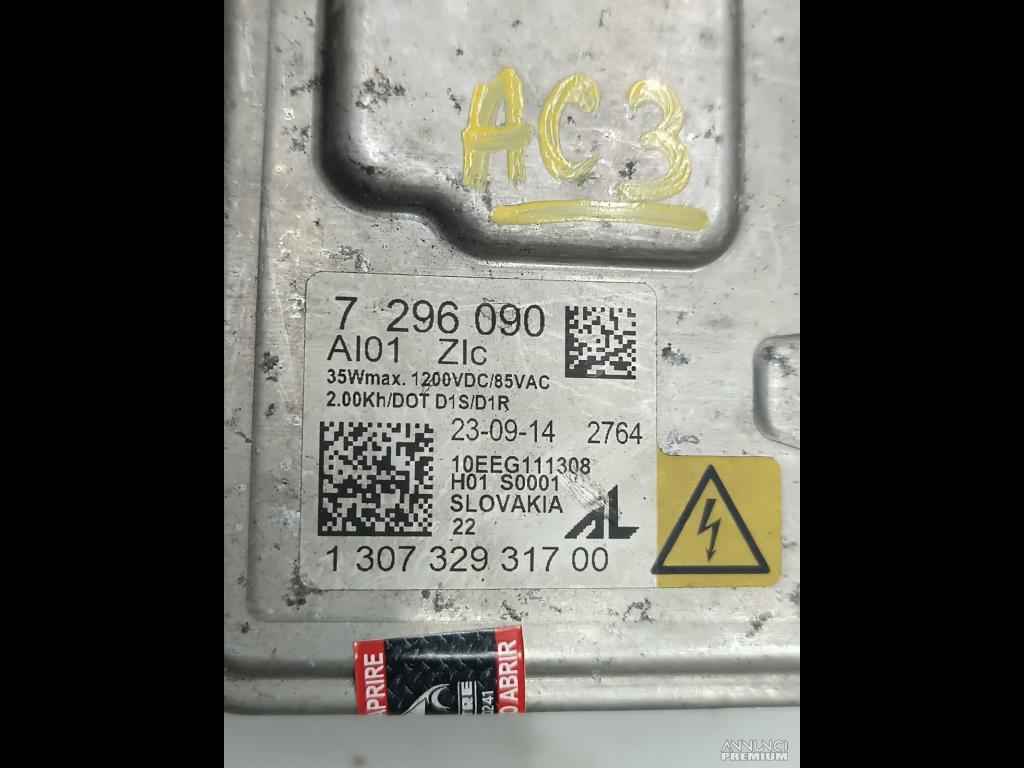 AC3
7 296 090
AI01 ZIc
35Wmax. 1200VDC/85VAC
2.00Kh/DOT D1S/D1R
23-09-14 2764
10EEG111308
H01 S0001
SLOVAKIA
22
AL
1 307 329 317 00
APRIRE
ABRIR
ANNUNCI
PREMIUM